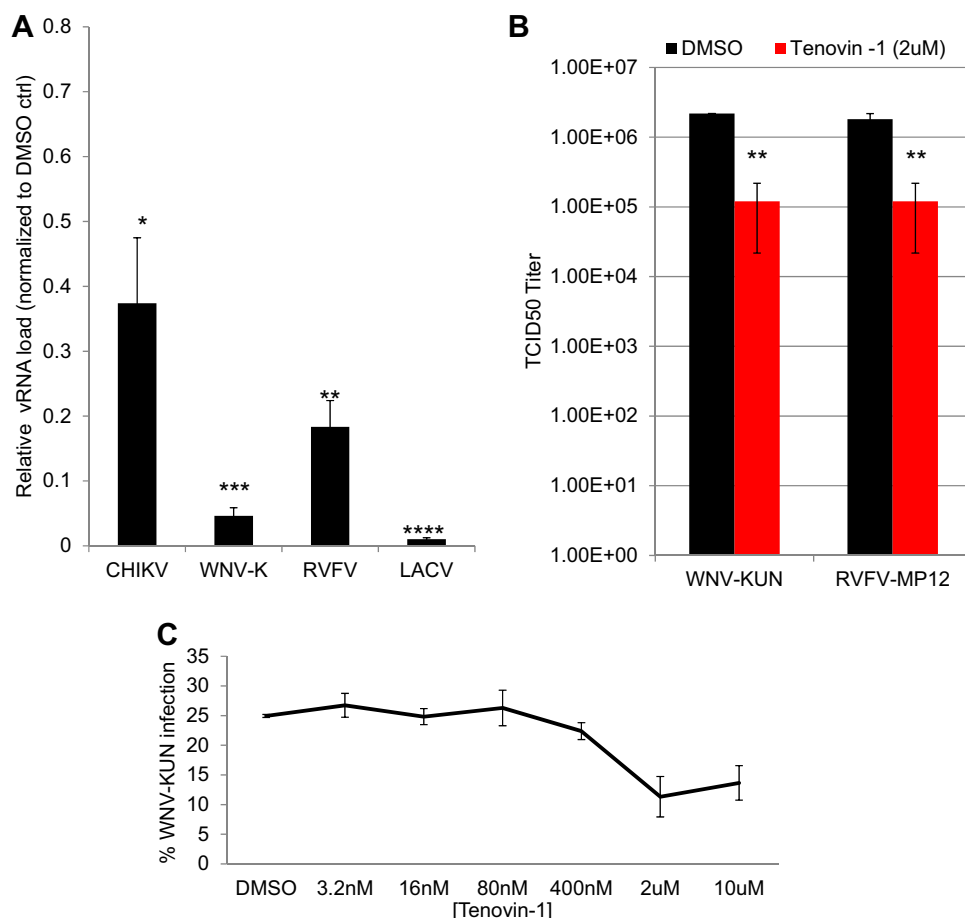 A
Relative vRNA load (normalized to DMSO ctrl)
0.8
0.7
0.6
0.5
0.4
0.3
0.2
0.1
0
*
***
**
****
CHIKV WNV-K RVFV LACV
B
DMSO Tenovin -1 (2uM)
TCID50 Titer
1.00E+07
1.00E+06
1.00E+05
1.00E+04
1.00E+03
1.00E+02
1.00E+01
1.00E+00
**
**
WNV-KUN RVFV-MP12
C
% WNV-KUN infection
35
30
25
20
15
10
5
0
DMSO 3.2nM 16nM 80nM 400nM 2uM 10uM
[Tenovin-1]